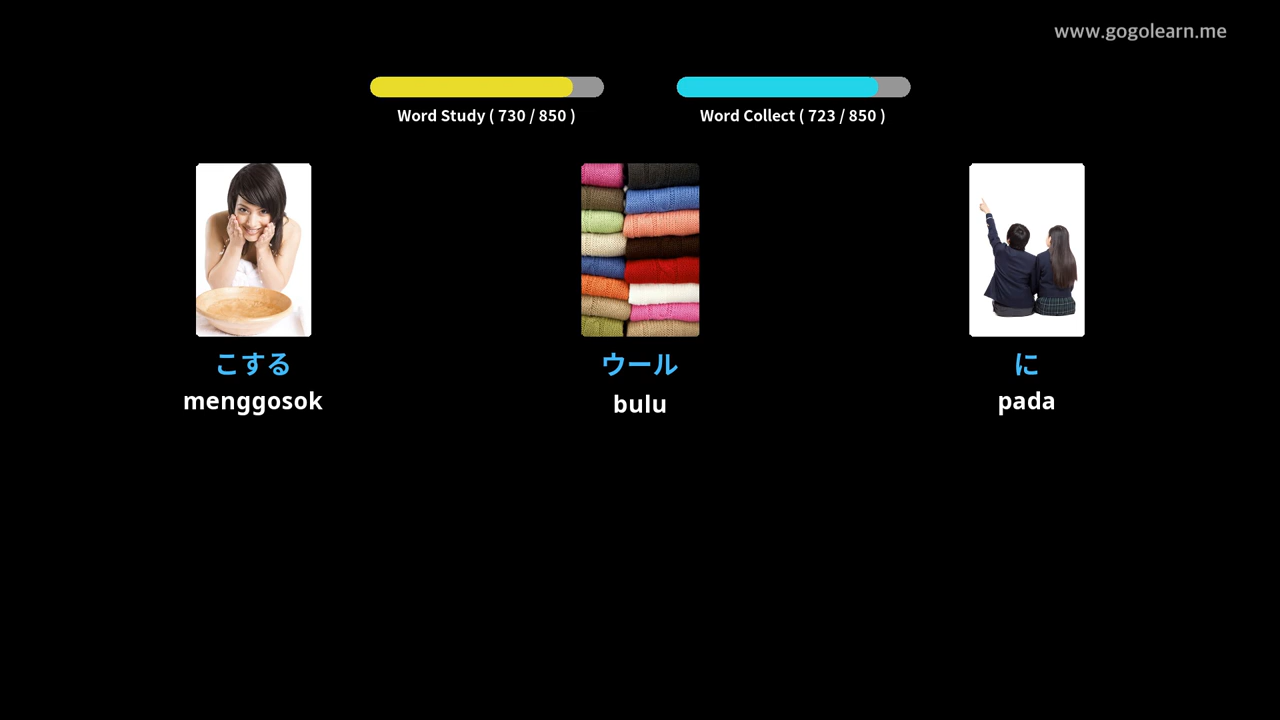 www.gogolearn.me
Word Study ( 730 / 850 )
Word Collect ( 723 / 850 )
こする
menggosok
ウール
bulu
に
pada